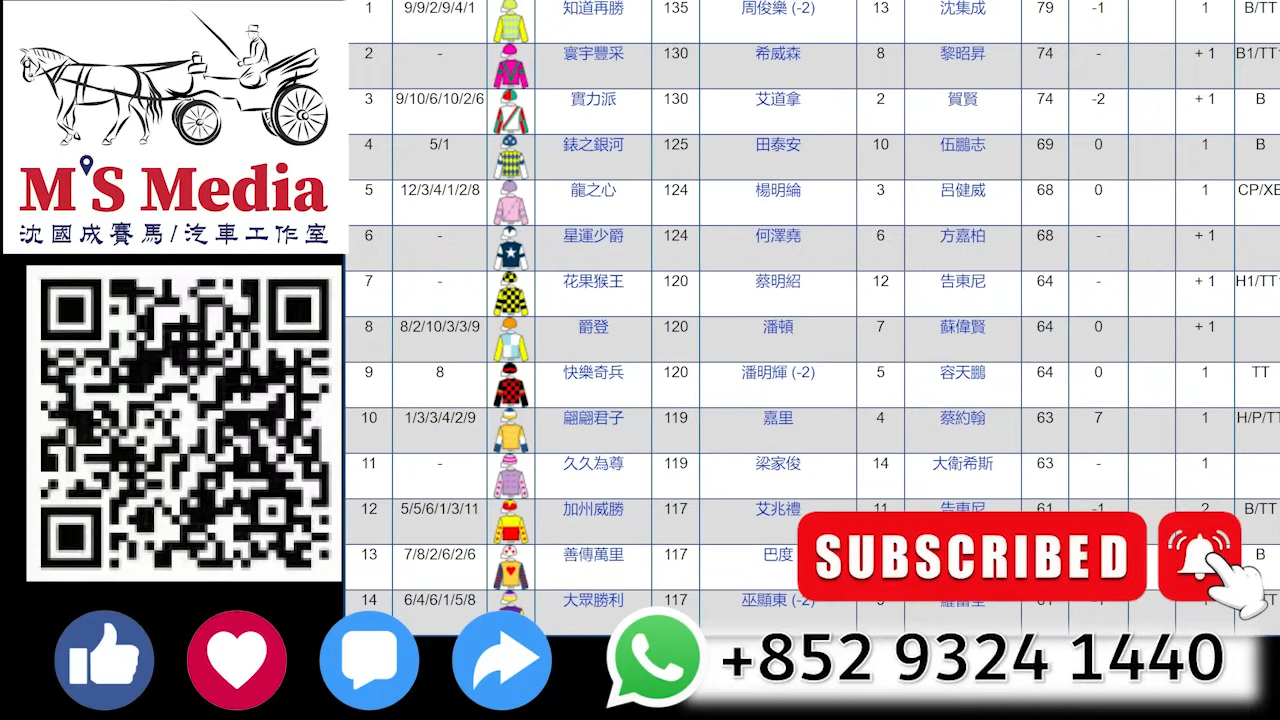 M'S Media
沈國成賽馬/汽車工作室
1 9/9/2/9/4/1 知道再勝 135 周俊樂 (-2) 13 沈集成 79 -1 1 B/TT
2 - 寰宇豐采 130 希威森 8 黎昭昇 74 - + 1 B1/TT
3 9/10/6/10/2/6 實力派 130 艾道拿 2 賀賢 74 -2 + 1 B
4 5/1 錶之銀河 125 田泰安 10 伍鵬志 69 0 B
5 12/3/4/1/2/8 龍之心 124 楊明綸 3 呂健威 68 0 1 CP/XE
6 - 星運少爵 124 何澤堯 6 方嘉柏 68 - + 1
7 - 花果猴王 120 蔡明紹 12 告東尼 64 - + 1 H1/TT
8 8/2/10/3/3/9 爵登 120 潘頓 7 蘇偉賢 64 0 + 1
9 8 快樂奇兵 120 潘明輝 (-2) 5 容天鵬 64 0 1 TT
10 1/3/3/4/2/9 翩翩君子 119 嘉里 4 蔡約翰 63 7 H/P/TT
11 - 久久為尊 119 梁家俊 14 大衛希斯 63 -
12 5/5/6/1/3/11 加州威勝 117 艾兆禮 11 告東尼 61 -1 2 B/TT
13 7/8/2/6/2/6 善傳萬里 117 巴度 B
14 6/4/6/1/5/8 大眾勝利 117 巫顯東 (-2)
SUBSCRIBED
+852 9324 1440